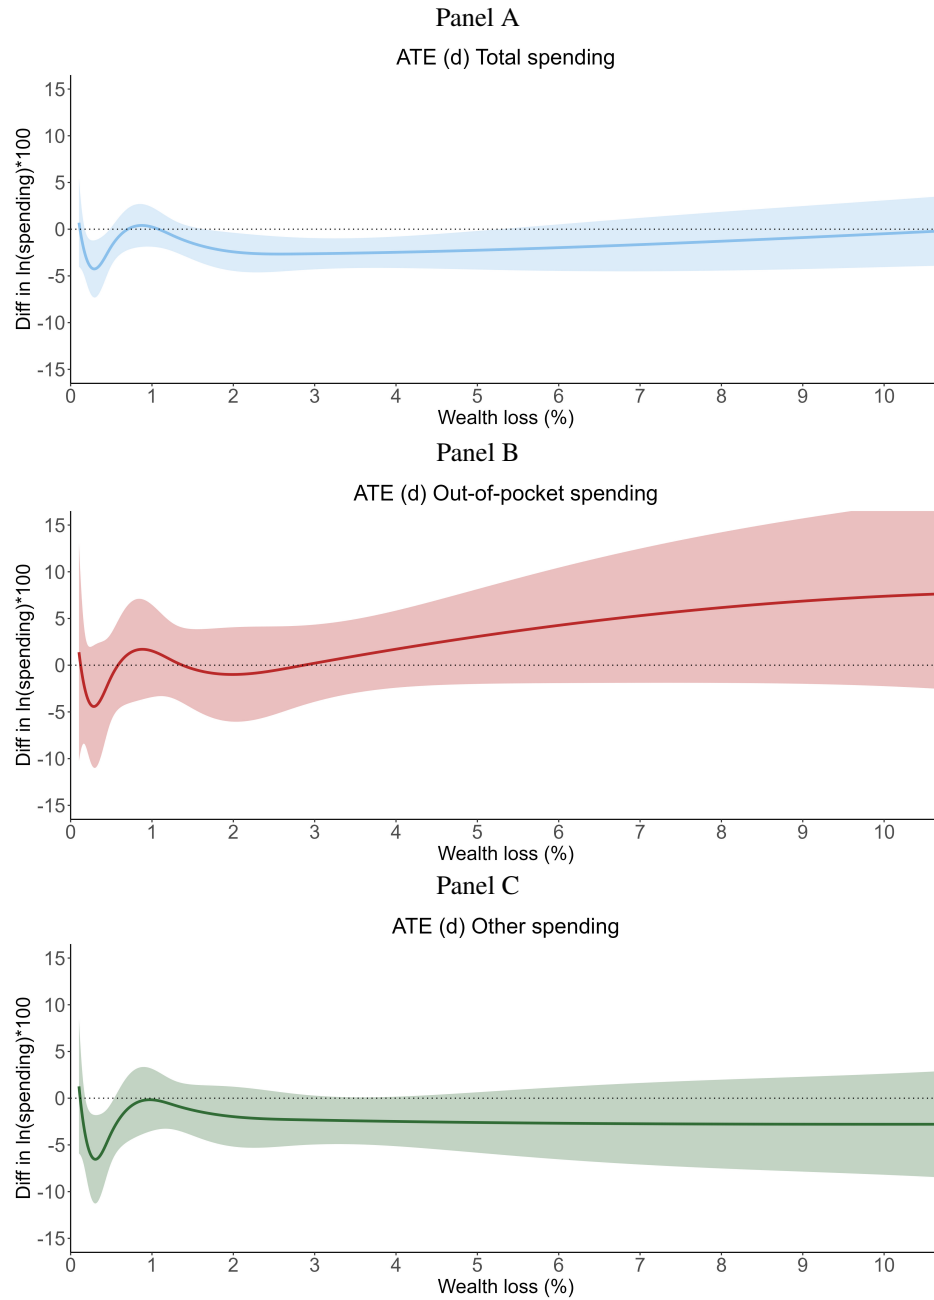 Panel A
ATE (d) Total spending
Diff in ln(spending)*100
15
10
5
0
-5
-10
-15
0 1 2 3 4 5 6 7 8 9 10
Wealth loss (%)
Panel B
ATE (d) Out-of-pocket spending
Diff in ln(spending)*100
15
10
5
0
-5
-10
-15
0 1 2 3 4 5 6 7 8 9 10
Wealth loss (%)
Panel C
ATE (d) Other spending
Diff in ln(spending)*100
15
10
5
0
-5
-10
-15
0 1 2 3 4 5 6 7 8 9 10
Wealth loss (%)